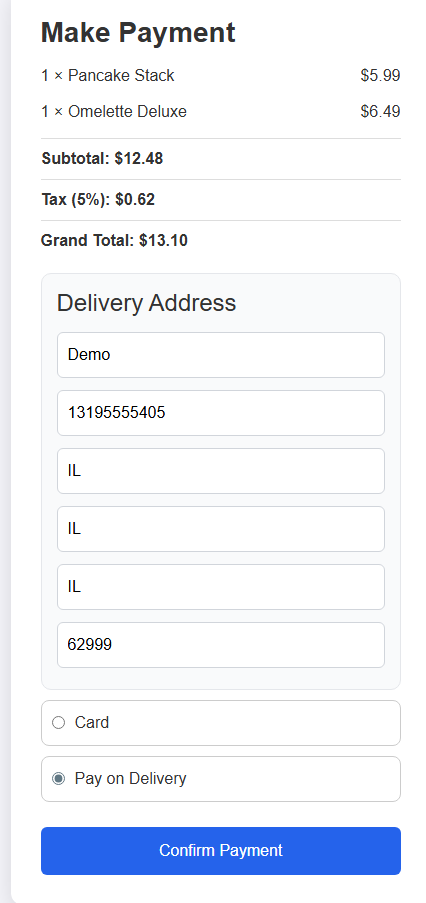 Make Payment
1 × Pancake Stack $5.99
1 × Omelette Deluxe $6.49
Subtotal: $12.48
Tax (5%): $0.62
Grand Total: $13.10
Delivery Address
Demo
13195555405
IL
IL
IL
62999
Card
Pay on Delivery
Confirm Payment